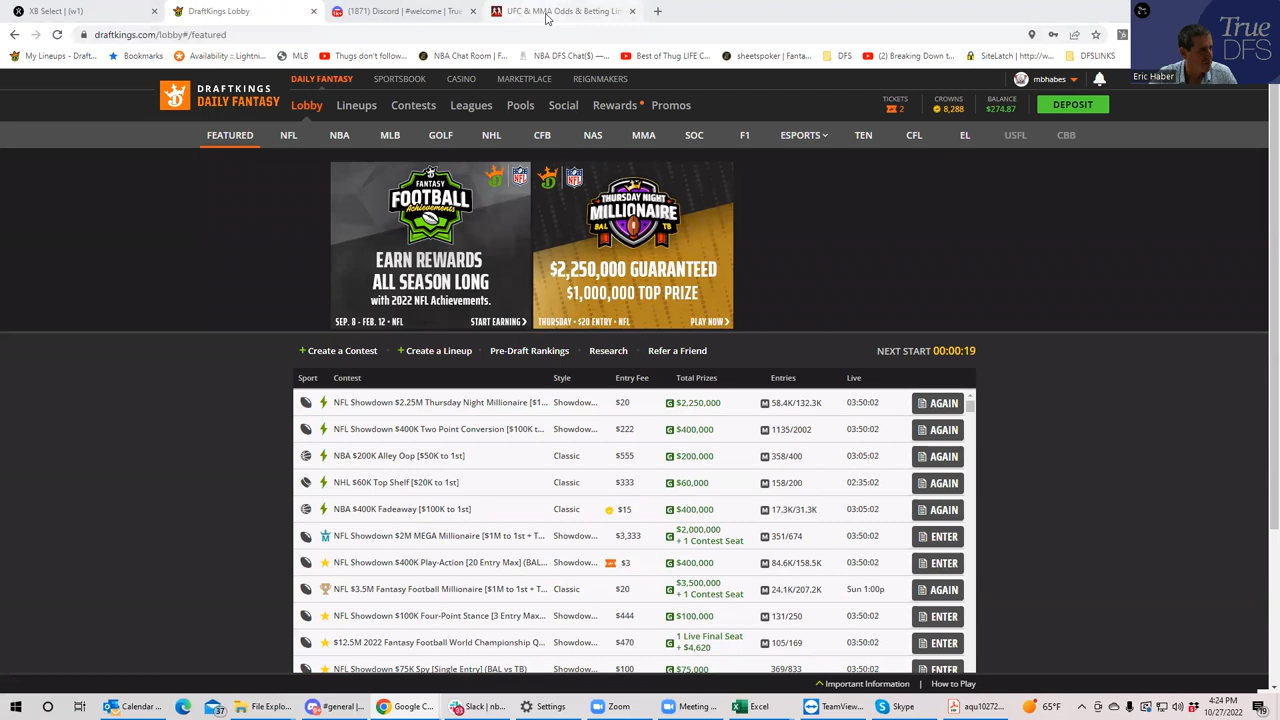 XB Select | (w1)
DraftKings Lobby
(1871) Discord | #welcome | True
UFC & MMA Odds & Betting Lin
draftkings.com/lobby#/featured
My Lineups - Draft...
Bookmarks
Availability = Lightni...
MLB
Thugs don't follow...
NBA Chat Room | F...
NBA DFS Chat($) -...
Best of Thug LIFE C...
sheetspoker | Fanta...
DFS
(2) Breaking Down t...
SiteLatch | http://w...
DFSLINKS
True DFS
Eric Haber
DRAFTKINGS
DAILY FANTASY
DAILY FANTASY SPORTSBOOK CASINO MARKETPLACE REIGNMAKERS
mbhabes
Lobby Lineups Contests Leagues Pools Social Rewards Promos
TICKETS 2
CROWNS 8,288
BALANCE $274.87
DEPOSIT
FEATURED NFL NBA MLB GOLF NHL CFB NAS MMA SOC F1 ESPORTS TEN CFL EL USFL CBB
FANTASY
FOOTBALL
Achievements
NFL
EARN REWARDS
ALL SEASON LONG
with 2022 NFL Achievements.
SEP. 8 - FEB. 12 • NFL START EARNING
NFL
THURSDAY NIGHT
MILLIONAIRE
BAL TB
$2,250,000 GUARANTEED
$1,000,000 TOP PRIZE
THURSDAY • $20 ENTRY • NFL PLAY NOW
+ Create a Contest + Create a Lineup Pre-Draft Rankings Research Refer a Friend NEXT START 00:00:19
Sport Contest Style Entry Fee Total Prizes Entries Live
NFL Showdown $2.25M Thursday Night Millionaire [$1... Showdow... $20 G $2,250,000 M 58.4K/132.3K 03:50:02 AGAIN
NFL Showdown $400K Two Point Conversion [$100K t... Showdow... $222 G $400,000 M 1135/2002 03:50:02 AGAIN
NBA $200K Alley Oop [$50K to 1st] Classic $555 G $200,000 M 358/400 03:05:02 AGAIN
NHL $60K Top Shelf [$20K to 1st] Classic $333 G $60,000 M 158/200 02:35:02 AGAIN
NBA $400K Fadeaway [$100K to 1st] Classic $15 G $400,000 M 17.3K/31.3K 03:05:02 AGAIN
NFL Showdown $2M MEGA Millionaire [$1M to 1st + T... Showdow... $3,333 G $2,000,000 + 1 Contest Seat M 351/674 03:50:02 ENTER
NFL Showdown $400K Play-Action [20 Entry Max] (BAL... Showdow... $3 G $400,000 M 84.6K/158.5K 03:50:02 ENTER
NFL $3.5M Fantasy Football Millionaire [$1M to 1st + T... Classic $20 G $3,500,000 + 1 Contest Seat M 24.1K/207.2K Sun 1:00p AGAIN
NFL Showdown $100K Four-Point Stance [3 Entry Max... Showdow... $444 G $100,000 M 131/250 03:50:02 ENTER
$12.5M 2022 Fantasy Football World Championship Q... Showdow... $470 G 1 Live Final Seat + $4,620 M 105/169 03:50:02 ENTER
NFL Showdown $75K Spy [Single Entry] (BAL vs TB) Showdow... $100 G $75,000 369/833 03:50:02 ENTER
Important Information | How to Play
Calendar ...
37
File Explo...
#general |...
Google C...
Slack | nb...
Settings
Zoom
Meeting ...
Excel
TeamView...
Skype
aqu10272...
65°F
4:24 PM
10/27/2022
19